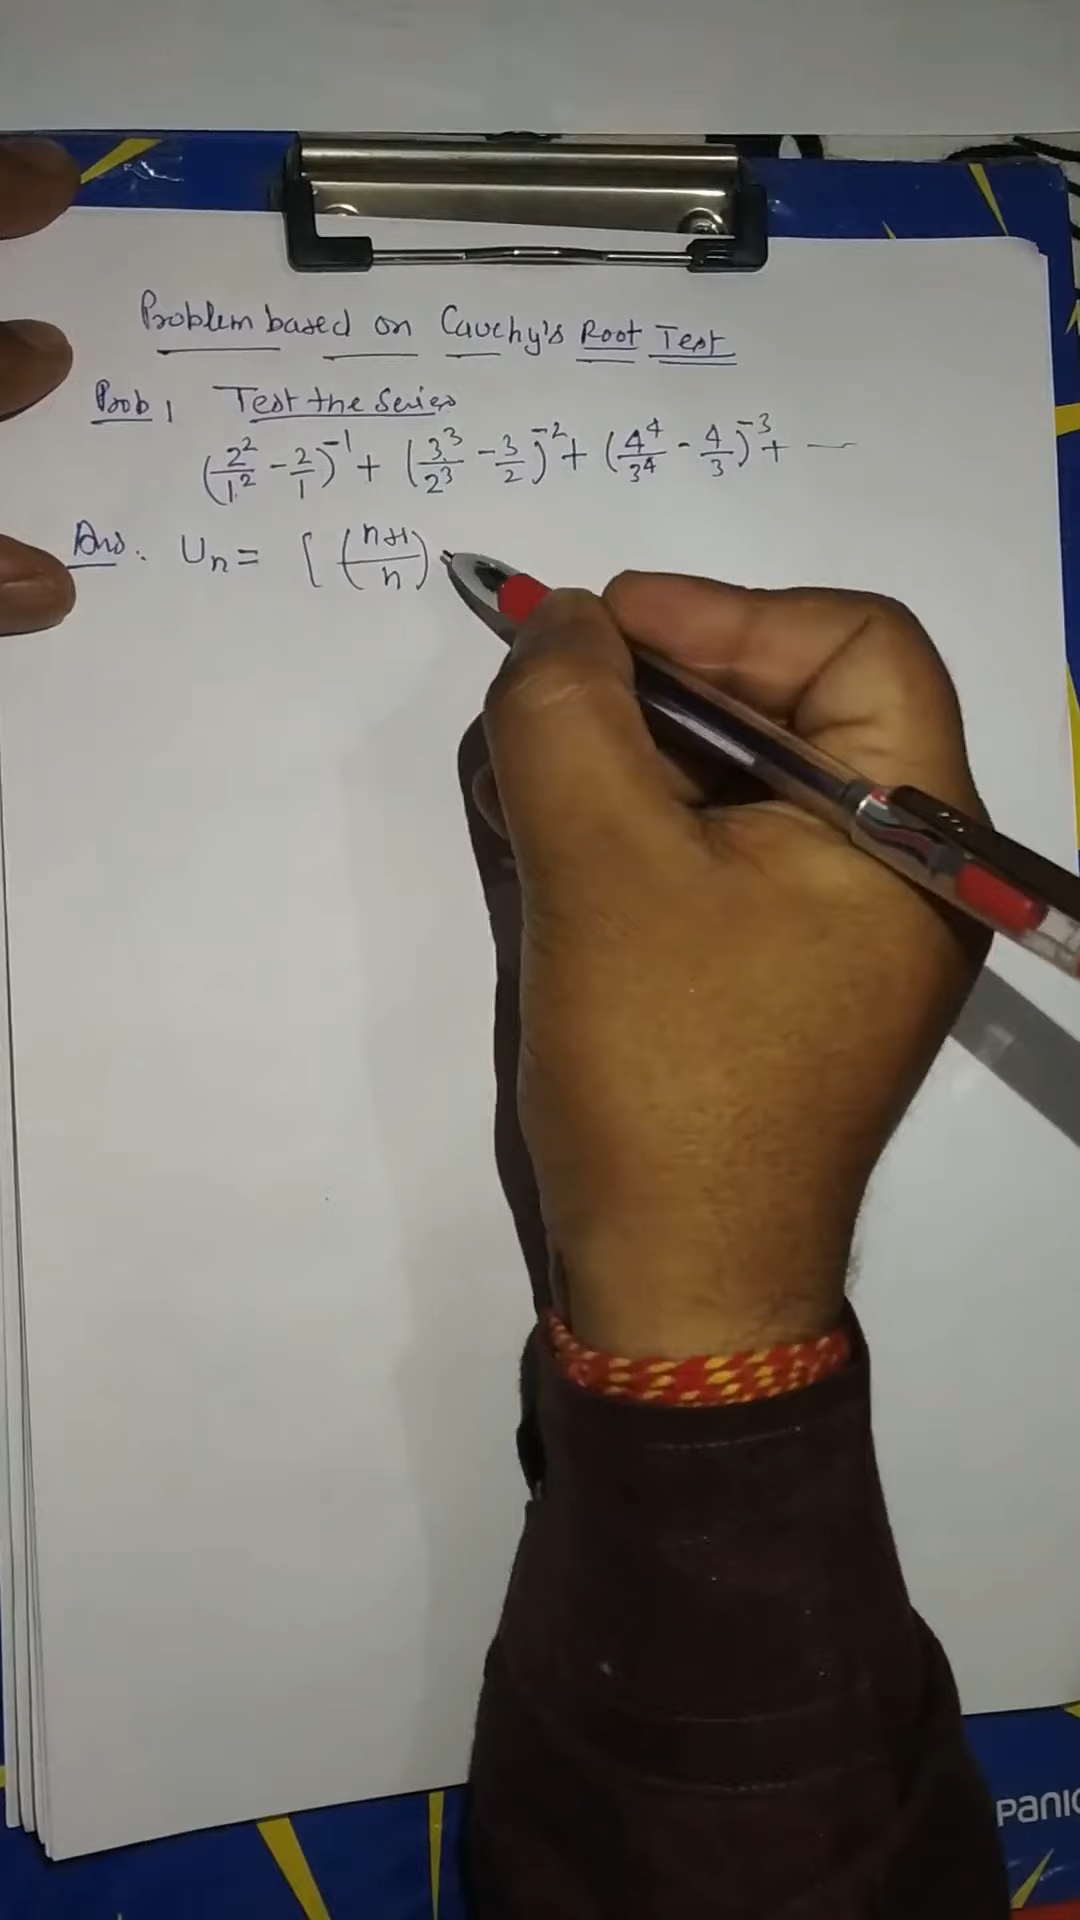 Problem based on Cauchy's Root Test
Prob 1 Test the Series
(2²/1² - 2/1)⁻¹ + (3³/2³ - 3/2)⁻² + (4⁴/3⁴ - 4/3)⁻³ + —
Ans. Un = [ (n+1/n)
PANIC